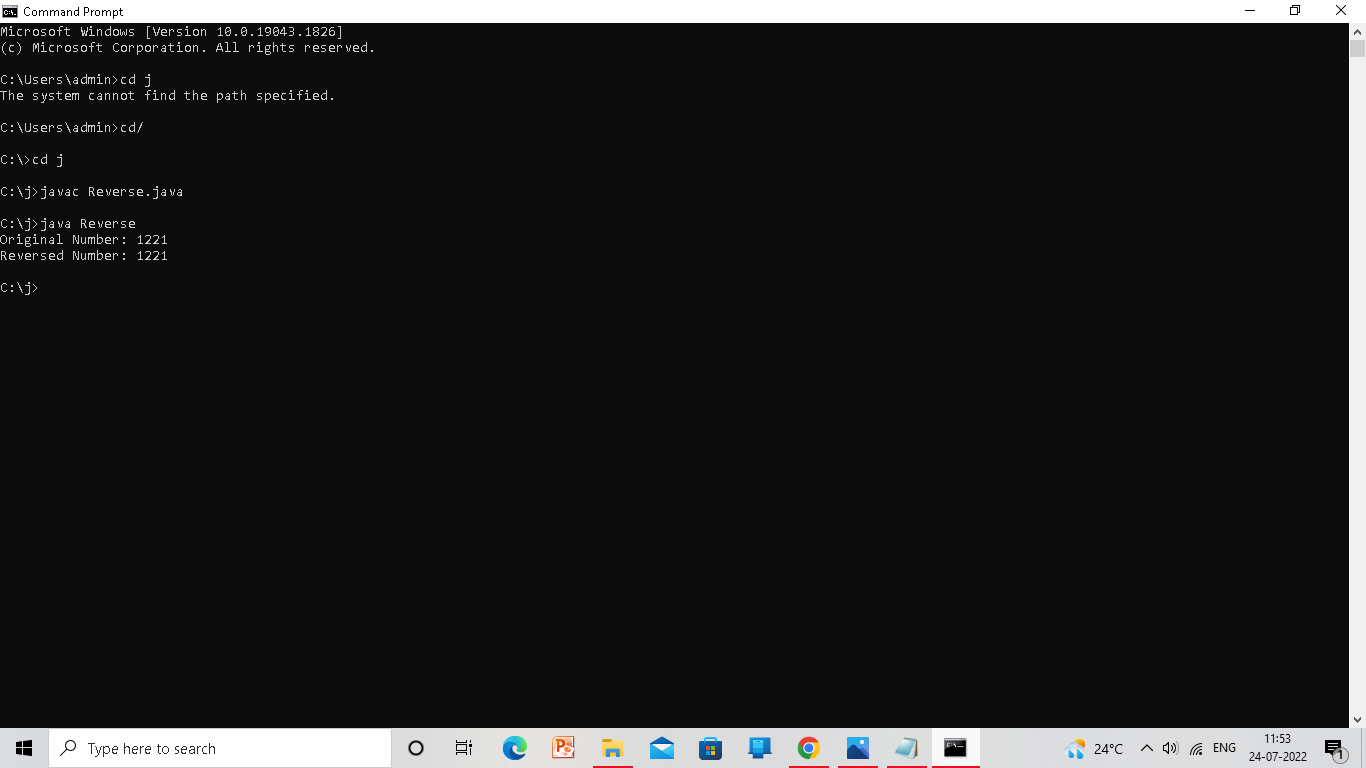 Command Prompt
Microsoft Windows [Version 10.0.19043.1826]
(c) Microsoft Corporation. All rights reserved.
C:\Users\admin>cd j
The system cannot find the path specified.
C:\Users\admin>cd/
C:\>cd j
C:\j>javac Reverse.java
C:\j>java Reverse
Original Number: 1221
Reversed Number: 1221
C:\j>
Type here to search
24°C
ENG
11:53
24-07-2022
1